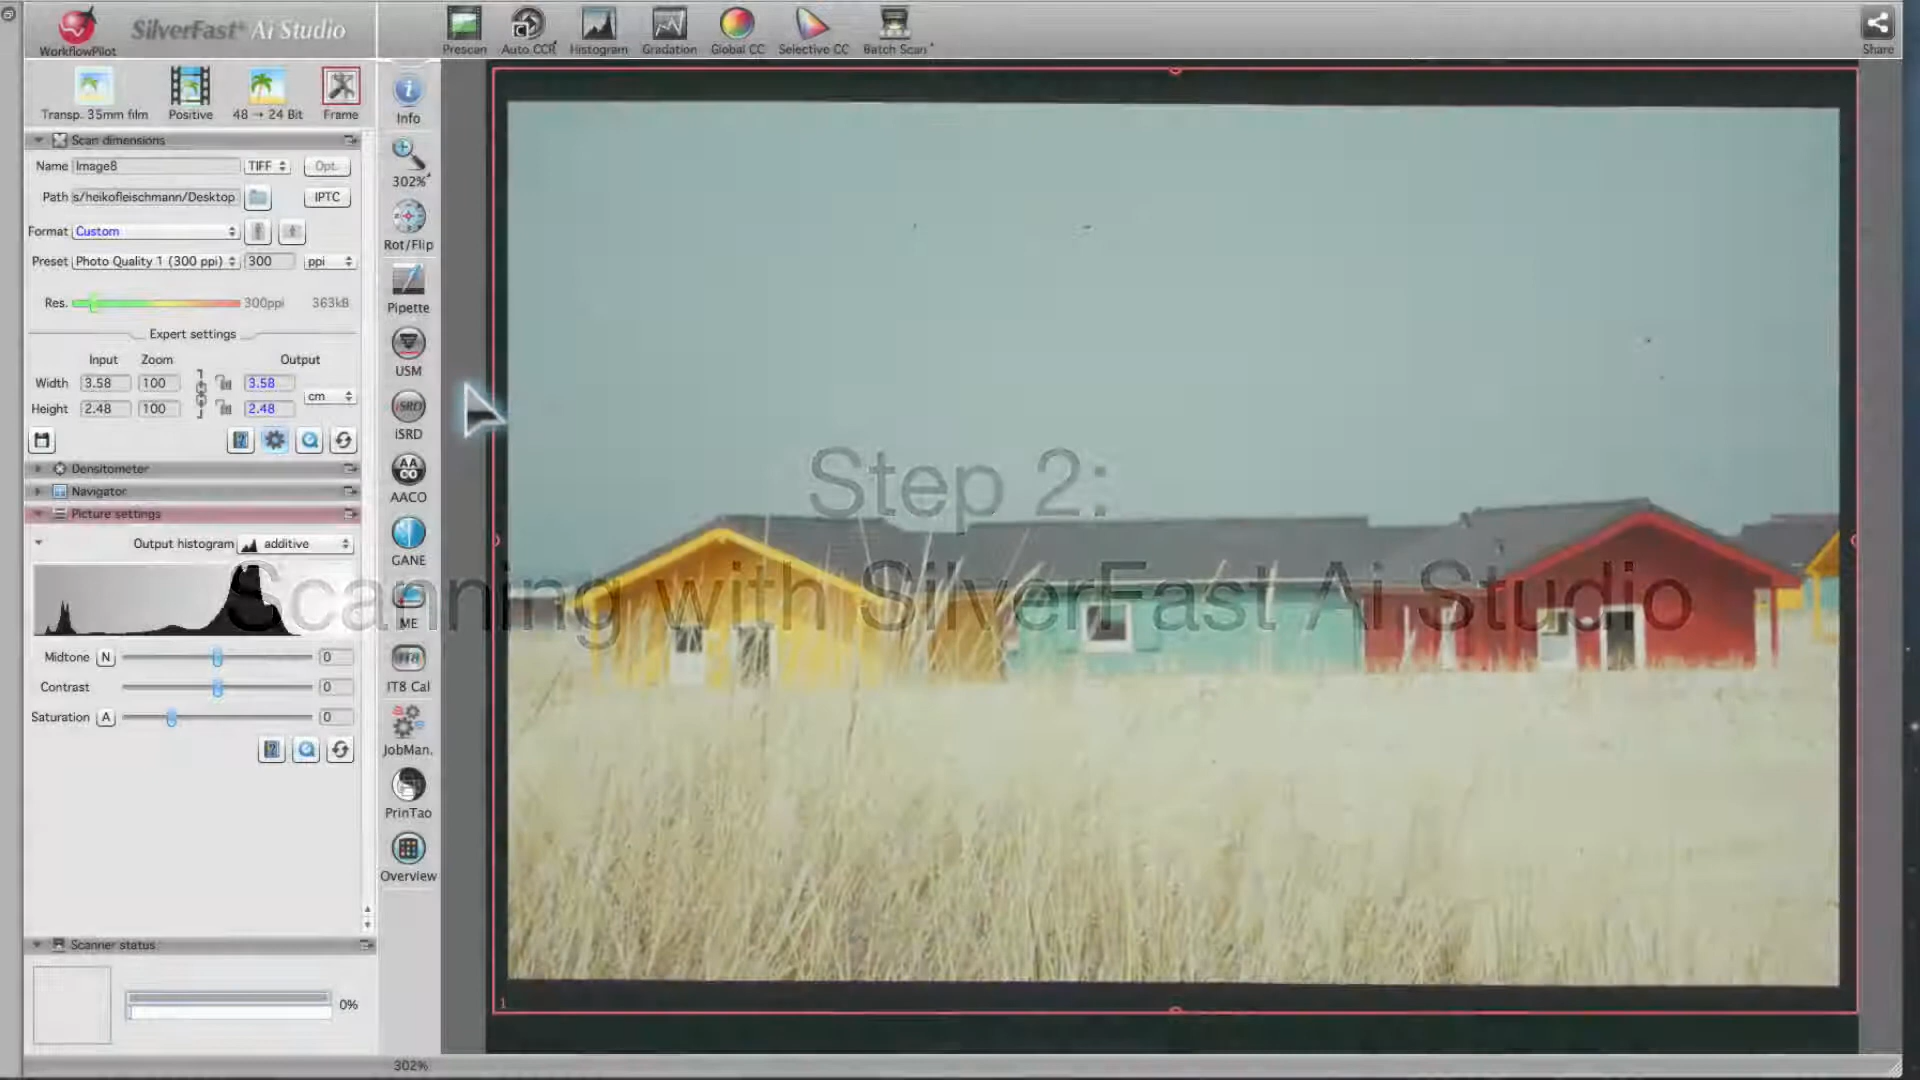 SilverFast® Ai Studio
WorkflowPilot
Prescan
Auto CCR
Histogram
Gradation
Global CC
Selective CC
Batch Scan
Share
Transp. 35mm film
Positive
48 → 24 Bit
Frame
Scan dimensions
Name Image8 TIFF Opt.
Path s/heikofleischmann/Desktop IPTC
Format Custom
Preset Photo Quality 1 (300 ppi) 300 ppi
Res. 300ppi 363kB
Expert settings
Input Zoom Output
Width 3.58 100 3.58
cm
Height 2.48 100 2.48
Densitometer
Navigator
Picture settings
Output histogram additive
Midtone N 0
Contrast 0
Saturation A 0
Scanner status
0%
Info
302%
Rot/Flip
Pipette
USM
iSRD
iSRD
AACO
GANE
ME
IT8
IT8 Cal
JobMan.
PrinTao
Overview
Step 2:
Scanning with SilverFast Ai Studio
1
302%